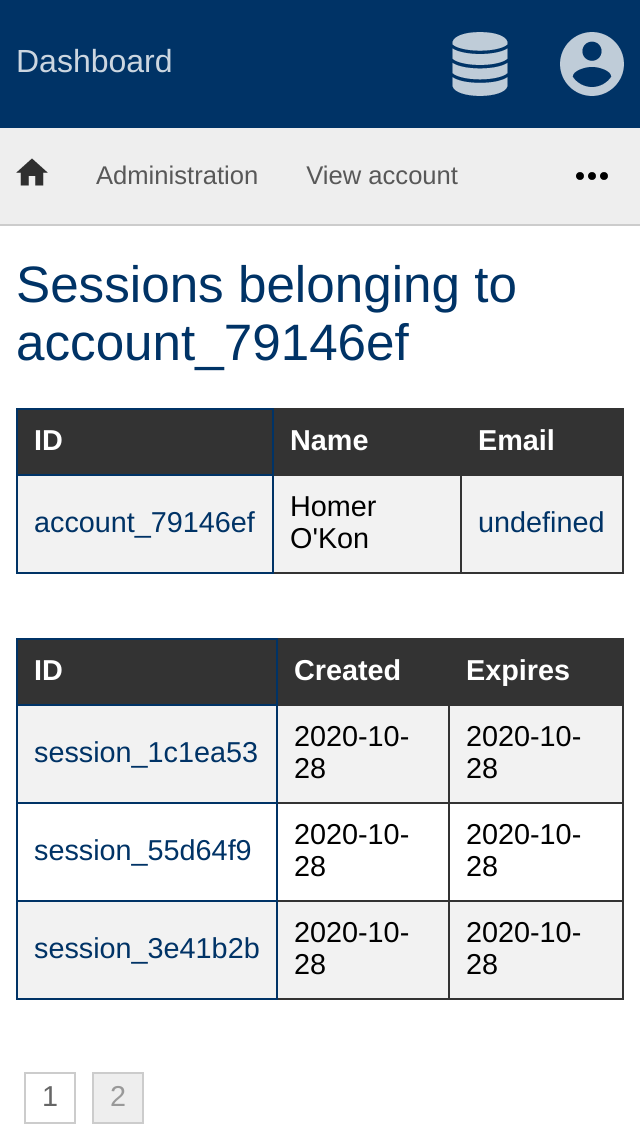 Dashboard
Administration View account
Sessions belonging to
account_79146ef
ID Name Email
account_79146ef Homer O'Kon undefined
ID Created Expires
session_1c1ea53 2020-10-28 2020-10-28
session_55d64f9 2020-10-28 2020-10-28
session_3e41b2b 2020-10-28 2020-10-28
1 2